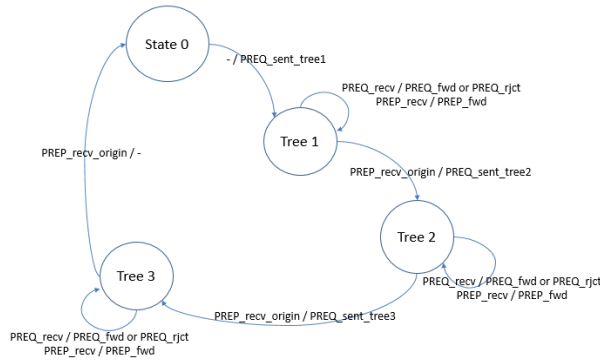 State 0
- / PREQ_sent_tree1
PREQ_recv / PREQ_fwd or PREQ_rjct
PREP_recv / PREP_fwd
Tree 1
PREP_recv_origin / -
PREP_recv_origin / PREQ_sent_tree2
Tree 2
Tree 3
PREQ_recv / PREQ_fwd or PREQ_rjct
PREP_recv / PREP_fwd
PREP_recv_origin / PREQ_sent_tree3
PREQ_recv / PREQ_fwd or PREQ_rjct
PREP_recv / PREP_fwd